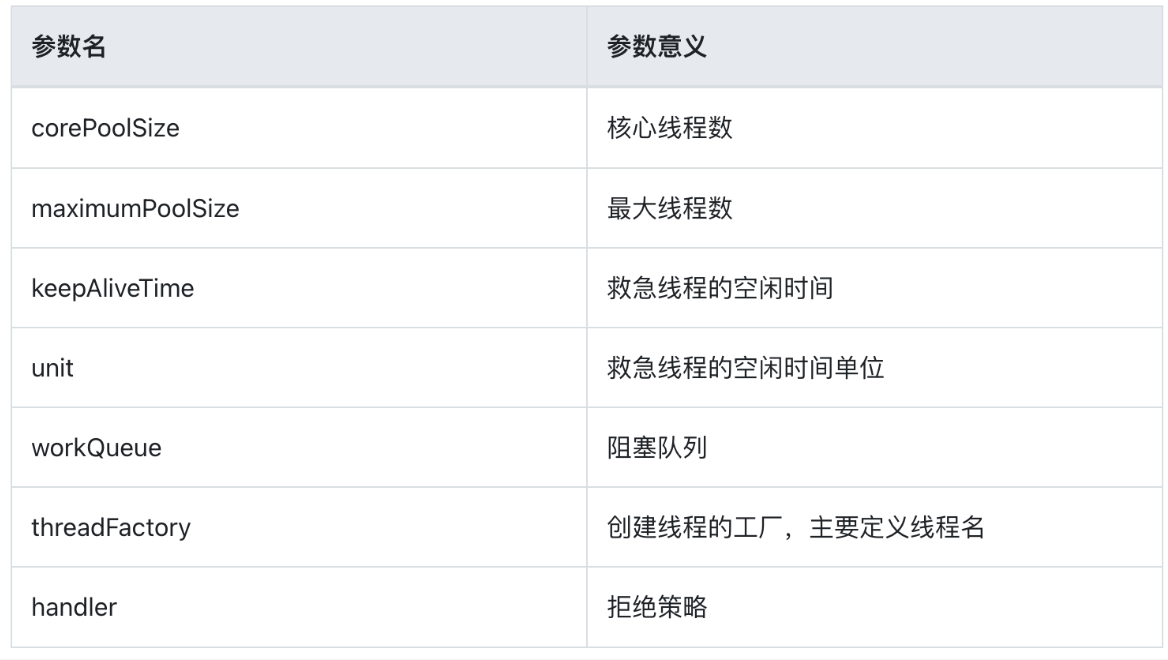 参数名 参数意义
corePoolSize 核心线程数
maximumPoolSize 最大线程数
keepAliveTime 救急线程的空闲时间
unit 救急线程的空闲时间单位
workQueue 阻塞队列
threadFactory 创建线程的工厂，主要定义线程名
handler 拒绝策略